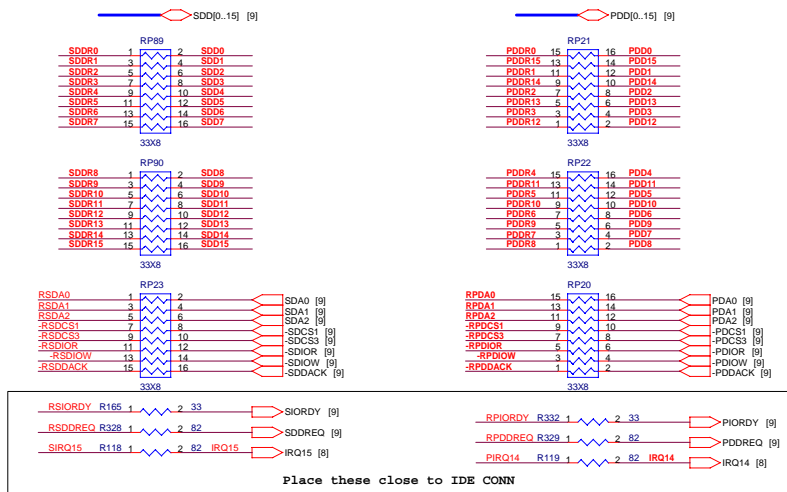 SDD[0..15] [9]
PDD[0..15] [9]
RP89
SDDR0 1 2 SDD0
SDDR1 3 4 SDD1
SDDR2 5 6 SDD2
SDDR3 7 8 SDD3
SDDR4 9 10 SDD4
SDDR5 11 12 SDD5
SDDR6 13 14 SDD6
SDDR7 15 16 SDD7
33X8
RP21
PDDR0 15 16 PDD0
PDDR15 13 14 PDD15
PDDR1 11 12 PDD1
PDDR14 9 10 PDD14
PDDR2 7 8 PDD2
PDDR13 5 6 PDD13
PDDR3 3 4 PDD3
PDDR12 1 2 PDD12
33X8
RP90
SDDR8 1 2 SDD8
SDDR9 3 4 SDD9
SDDR10 5 6 SDD10
SDDR11 7 8 SDD11
SDDR12 9 10 SDD12
SDDR13 11 12 SDD13
SDDR14 13 14 SDD14
SDDR15 15 16 SDD15
33X8
RP22
PDDR4 15 16 PDD4
PDDR11 13 14 PDD11
PDDR5 11 12 PDD5
PDDR10 9 10 PDD10
PDDR6 7 8 PDD6
PDDR9 5 6 PDD9
PDDR7 3 4 PDD7
PDDR8 1 2 PDD8
33X8
RP23
RSDA0 1 2 SDA0 [9]
RSDA1 3 4 SDA1 [9]
RSDA2 5 6 SDA2 [9]
-RSDCS1 7 8 -SDCS1 [9]
-RSDCS3 9 10 -SDCS3 [9]
-RSDIOR 11 12 -SDIOR [9]
-RSDIOW 13 14 -SDIOW [9]
-RSDDACK 15 16 -SDDACK [9]
33X8
RP20
RPDA0 15 16 PDA0 [9]
RPDA1 13 14 PDA1 [9]
RPDA2 11 12 PDA2 [9]
-RPDCS1 9 10 -PDCS1 [9]
-RPDCS3 7 8 -PDCS3 [9]
-RPDIOR 5 6 -PDIOR [9]
-RPDIOW 3 4 -PDIOW [9]
-RPDDACK 1 2 -PDDACK [9]
33X8
RSIORDY R165 1 2 33 SIORDY [9]
RSDDREQ R328 1 2 82 SDDREQ [9]
SIRQ15 R118 1 2 82 IRQ15 IRQ15 [8]
RPIORDY R332 1 2 33 PIORDY [9]
RPDDREQ R329 1 2 82 PDDREQ [9]
PIRQ14 R119 1 2 82 IRQ14 IRQ14 [8]
Place these close to IDE CONN